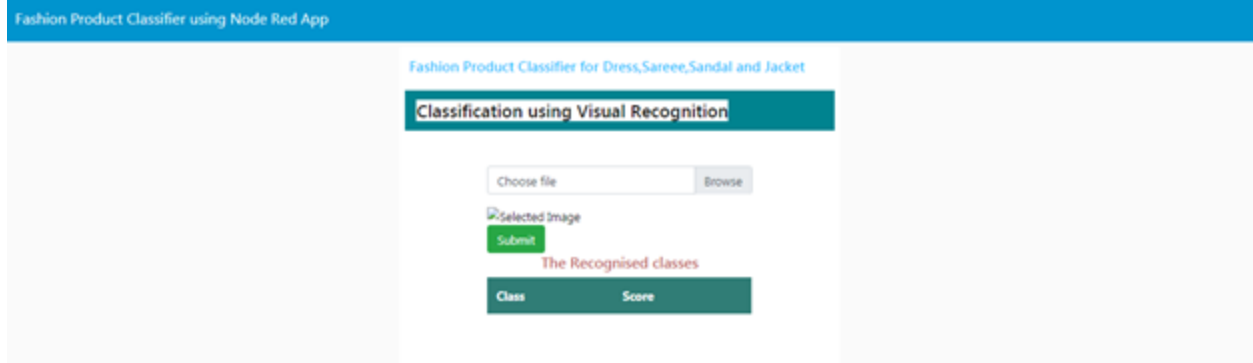 Fashion Product Classifier using Node Red App
Fashion Product Classifier for Dress,Sareee,Sandal and Jacket
Classification using Visual Recognition
Choose file Browse
Selected Image
Submit
The Recognised classes
Class Score